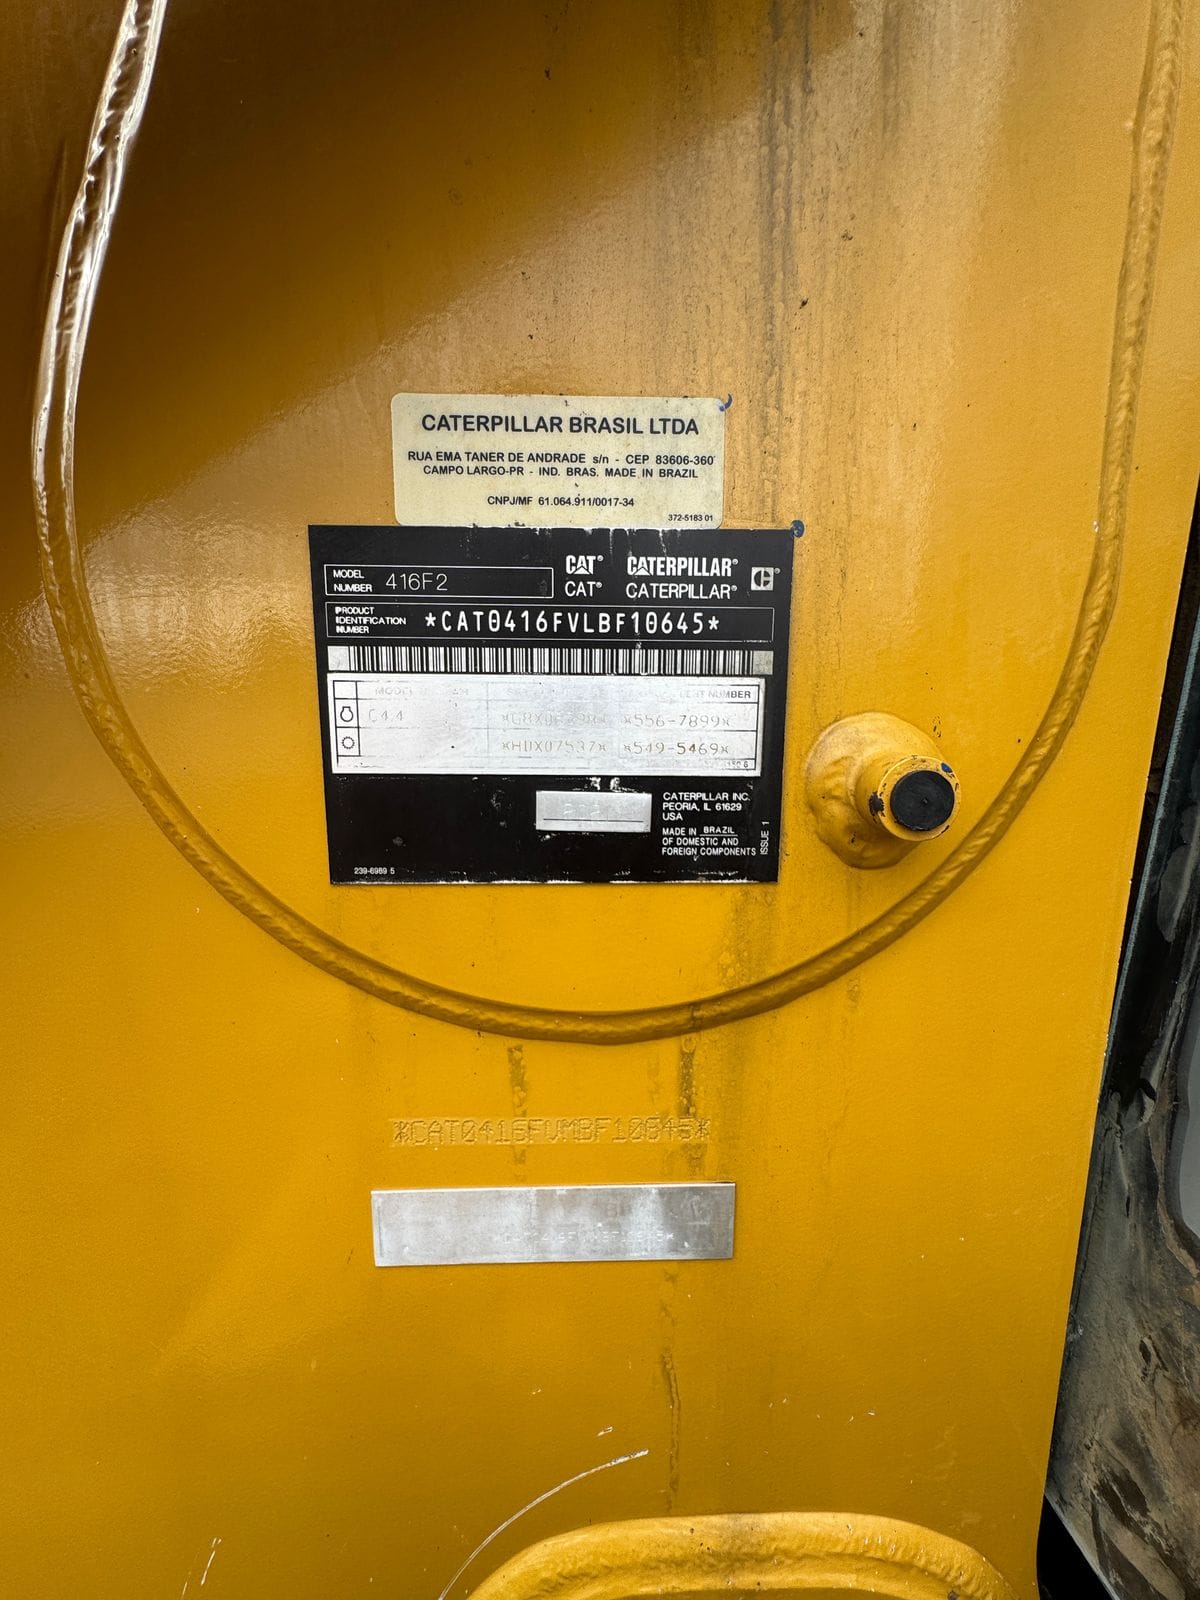 CATERPILLAR BRASIL LTDA
RUA EMA TANER DE ANDRADE s/n - CEP 83606-360
CAMPO LARGO-PR - IND. BRAS. MADE IN BRAZIL
CNPJ/MF 61.064.911/0017-34
372-5183 01
MODEL NUMBER 416F2
CAT® CATERPILLAR®
CAT® CATERPILLAR®
PRODUCT IDENTIFICATION NUMBER *CAT0416FVLBF10645*
NUMBER
C4.4 *556-7899*
*HDX07537* *549-5469*
CATERPILLAR INC.
PEORIA, IL 61629
USA
MADE IN BRAZIL
OF DOMESTIC AND
FOREIGN COMPONENTS
ISSUE 1
239-6989 5